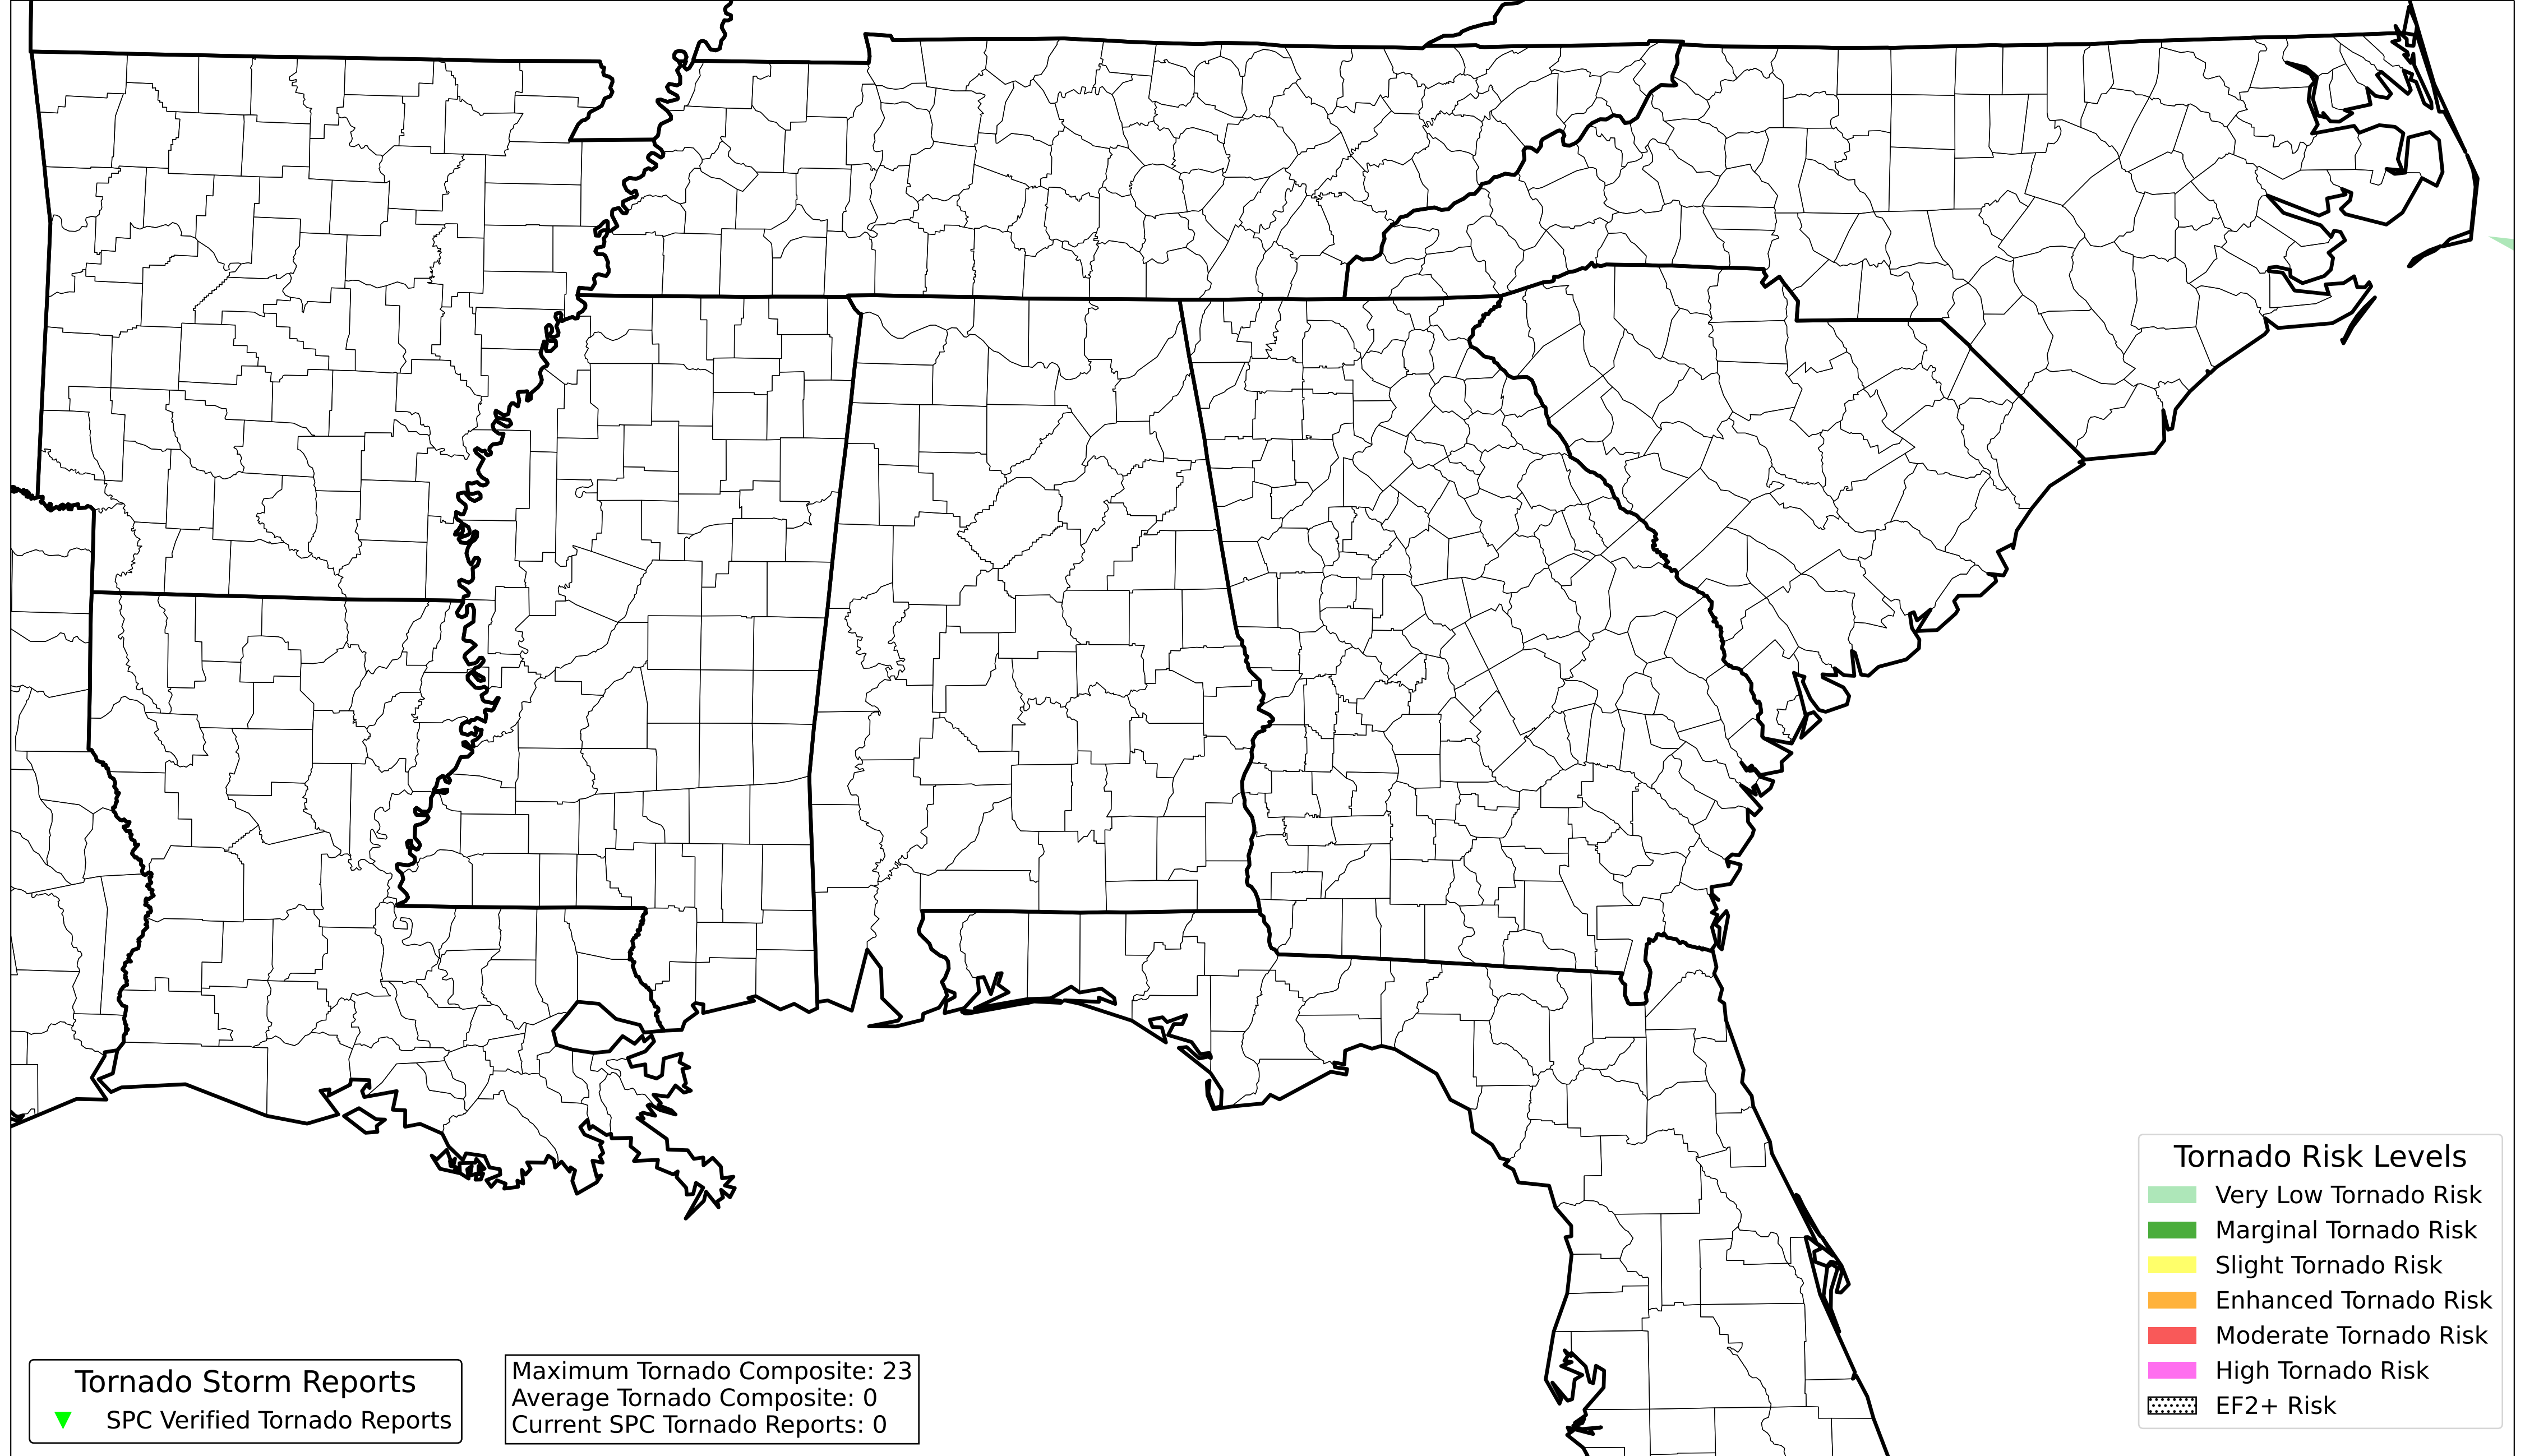 Tornado Risk Levels
Very Low Tornado Risk
Marginal Tornado Risk
Slight Tornado Risk
Enhanced Tornado Risk
Moderate Tornado Risk
High Tornado Risk
EF2+ Risk
Tornado Storm Reports
SPC Verified Tornado Reports
Maximum Tornado Composite: 23
Average Tornado Composite: 0
Current SPC Tornado Reports: 0